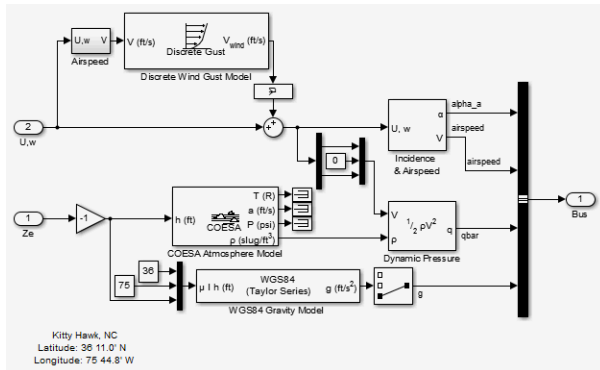 U,w V
Airspeed
V (ft/s)
Discrete Gust
V wind (ft/s)
Discrete Wind Gust Model
2
U,w
0
U, w
α
V
Incidence
& Airspeed
alpha_a
airspeed
airspeed
1
Ze
-1
h (ft)
COESA
T (R)
a (ft/s)
P (psi)
ρ (slug/ft³)
COESA Atmosphere Model
V
ρ
1/2 ρV²
q
qbar
Dynamic Pressure
1
Bus
36
75
μ l h (ft)
WGS84
(Taylor Series)
g (ft/s²)
WGS84 Gravity Model
g
Kitty Hawk, NC
Latitude: 36 11.0' N
Longitude: 75 44.8' W